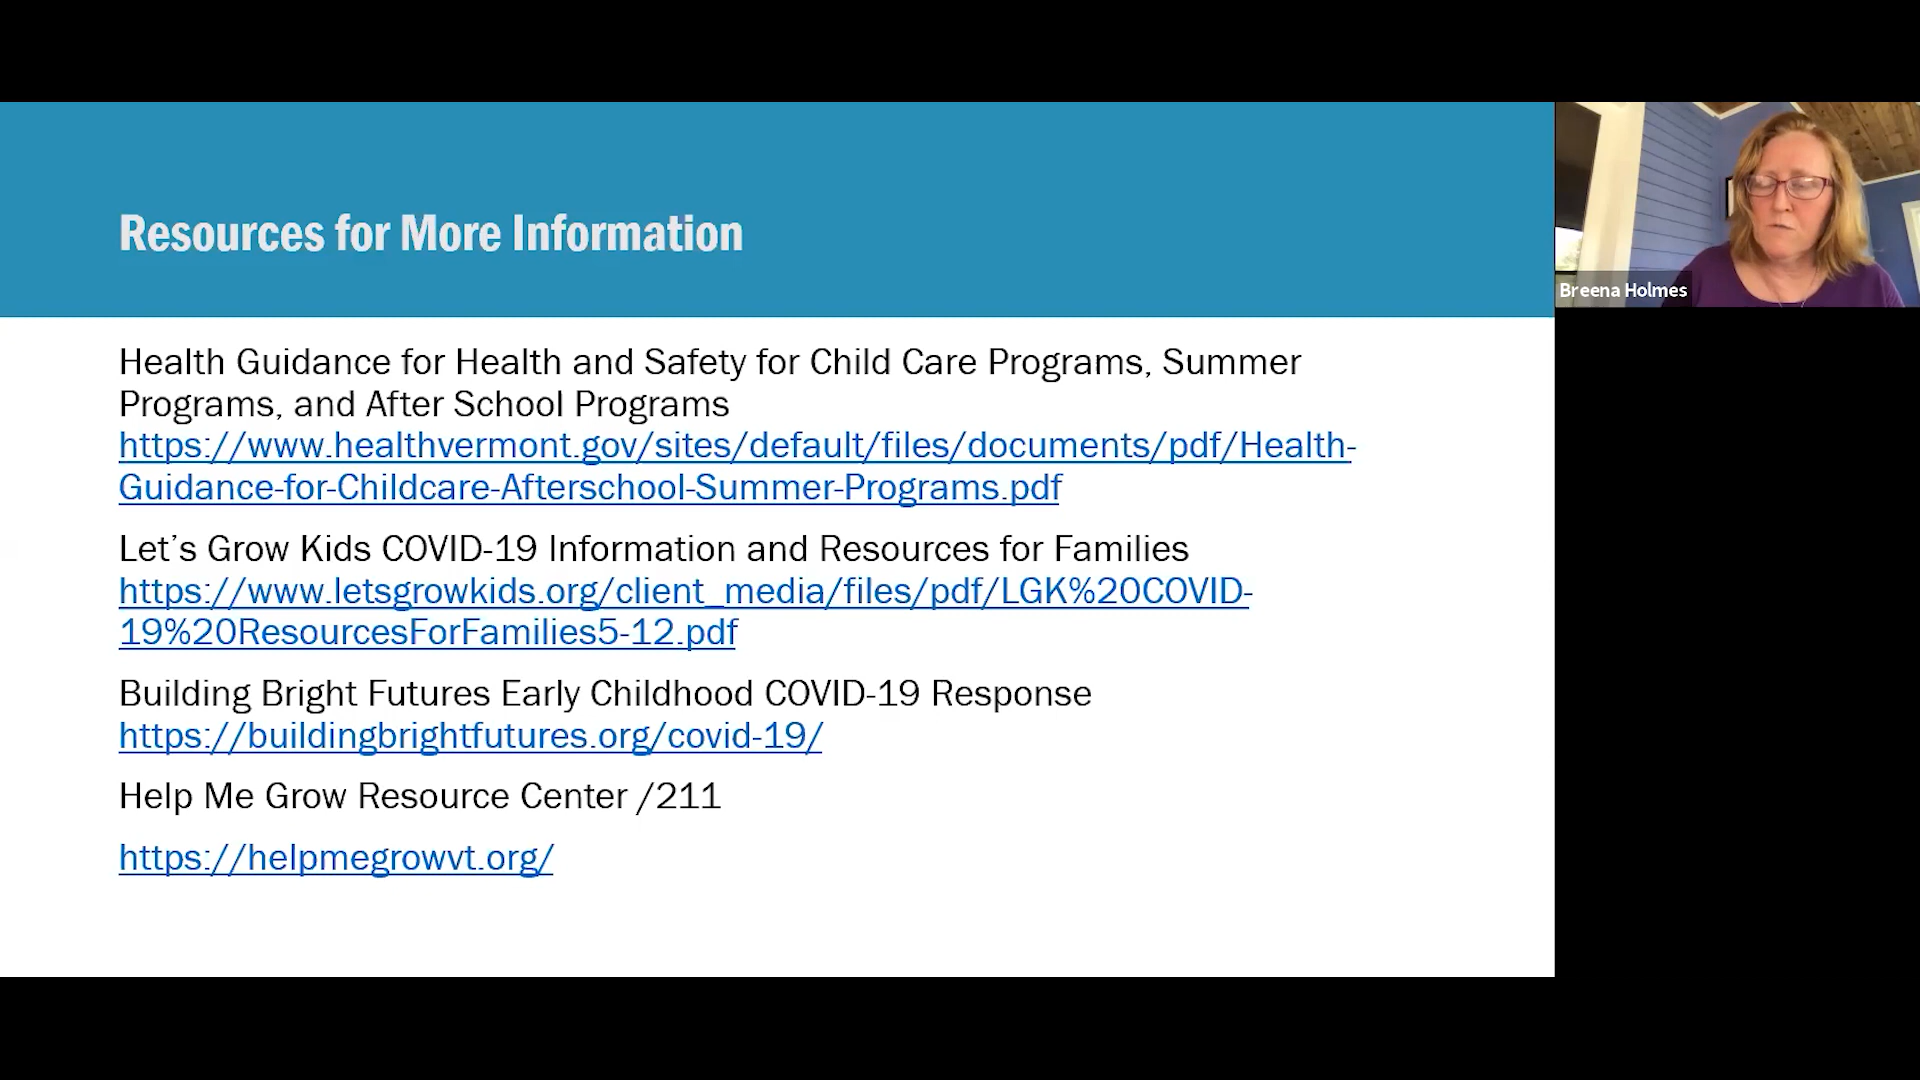 Resources for More Information
Breena Holmes
Health Guidance for Health and Safety for Child Care Programs, Summer
Programs, and After School Programs
https://www.healthvermont.gov/sites/default/files/documents/pdf/Health-
Guidance-for-Childcare-Afterschool-Summer-Programs.pdf
Let’s Grow Kids COVID-19 Information and Resources for Families
https://www.letsgrowkids.org/client_media/files/pdf/LGK%20COVID-
19%20ResourcesForFamilies5-12.pdf
Building Bright Futures Early Childhood COVID-19 Response
https://buildingbrightfutures.org/covid-19/
Help Me Grow Resource Center /211
https://helpmegrowvt.org/